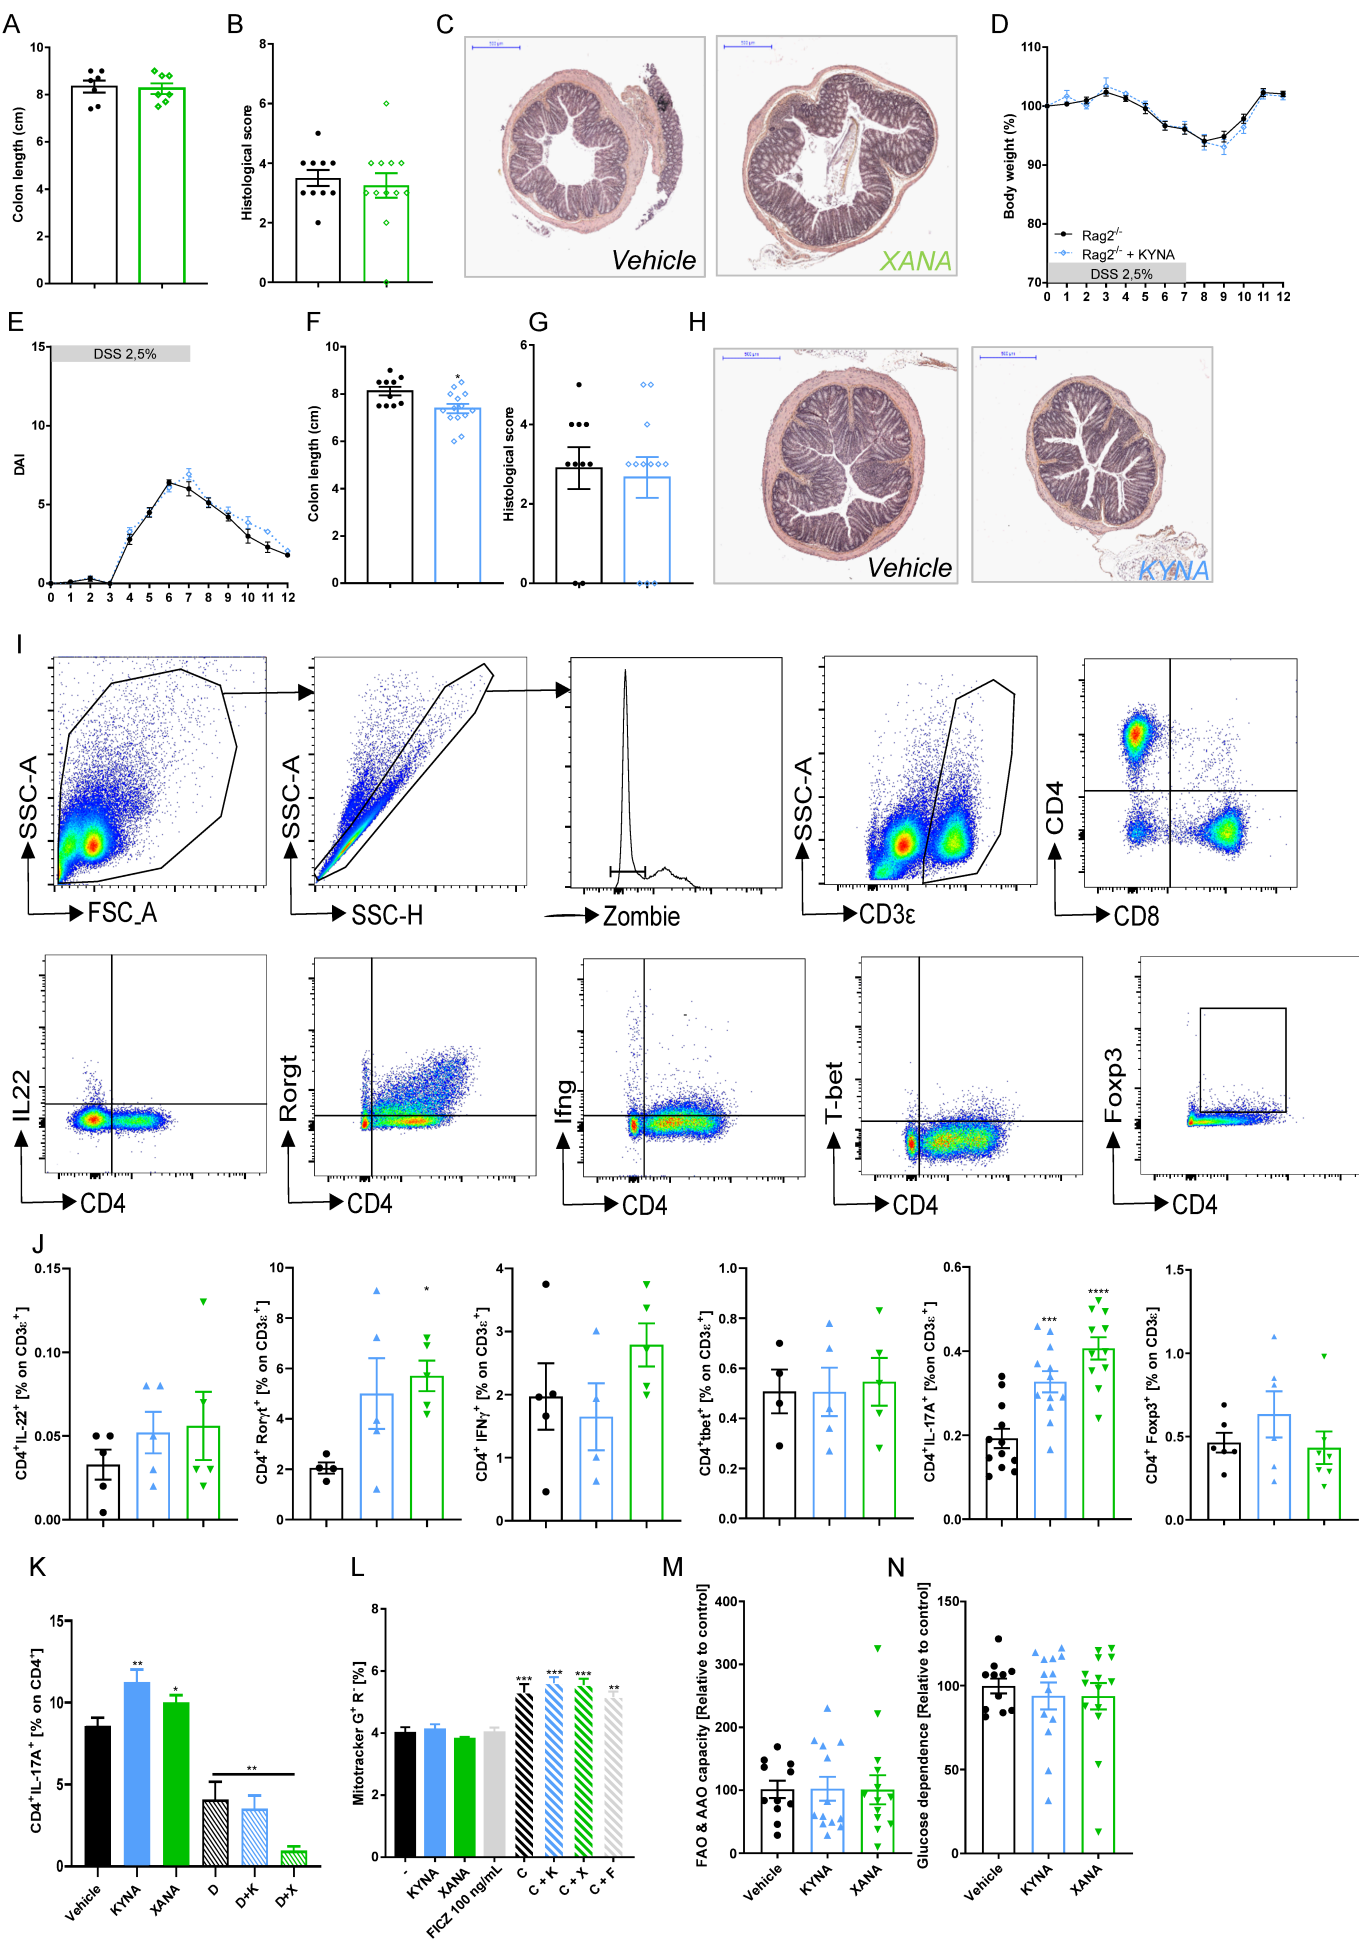 A
Colon length (cm)
10
8
6
4
2
0
B
Histological score
8
6
4
2
0
C
500 µm
Vehicle
XANA
D
Body weight (%)
110
100
90
80
70
Rag2-/-
Rag2-/- + KYNA
DSS 2,5%
0 1 2 3 4 5 6 7 8 9 10 11 12
E
DAI
15
10
5
0
DSS 2,5%
0 1 2 3 4 5 6 7 8 9 10 11 12
F
Colon length (cm)
10
8
6
4
2
0
*
G
Histological score
6
4
2
0
H
500 µm
500 µm
Vehicle
KYNA
I
SSC-A
FSC_A
SSC-A
SSC-H
Zombie
SSC-A
CD3ε
CD4
CD8
IL22
CD4
Rorgt
CD4
Ifng
CD4
T-bet
CD4
Foxp3
CD4
J
CD4+IL-22+ [% on CD3ε+]
0.15
0.10
0.05
0.00
CD4+ Rorγt+ [% on CD3ε+]
10
8
6
4
2
0
*
CD4+ IFNγ+ [% on CD3ε+]
4
3
2
1
0
CD4+tbet+ [% on CD3ε+]
1.0
0.8
0.6
0.4
0.2
0.0
CD4+IL-17A+ [%on CD3ε+]
0.6
0.4
0.2
0.0
***
****
CD4+ Foxp3+ [% on CD3ε]
1.5
1.0
0.5
0.0
K
CD4+IL-17A+ [% on CD4+]
15
10
5
0
**
*
**
Vehicle
KYNA
XANA
D
D+K
D+X
L
Mitotracker G+ R- [%]
8
6
4
2
0
***
***
***
**
-
KYNA
XANA
FICZ 100 ng/mL
C
C + K
C + X
C + F
M
FAO & AAO capacity [Relative to control]
400
300
200
100
0
Vehicle
KYNA
XANA
N
Glucose dependence [Relative to control]
150
100
50
0
Vehicle
KYNA
XANA